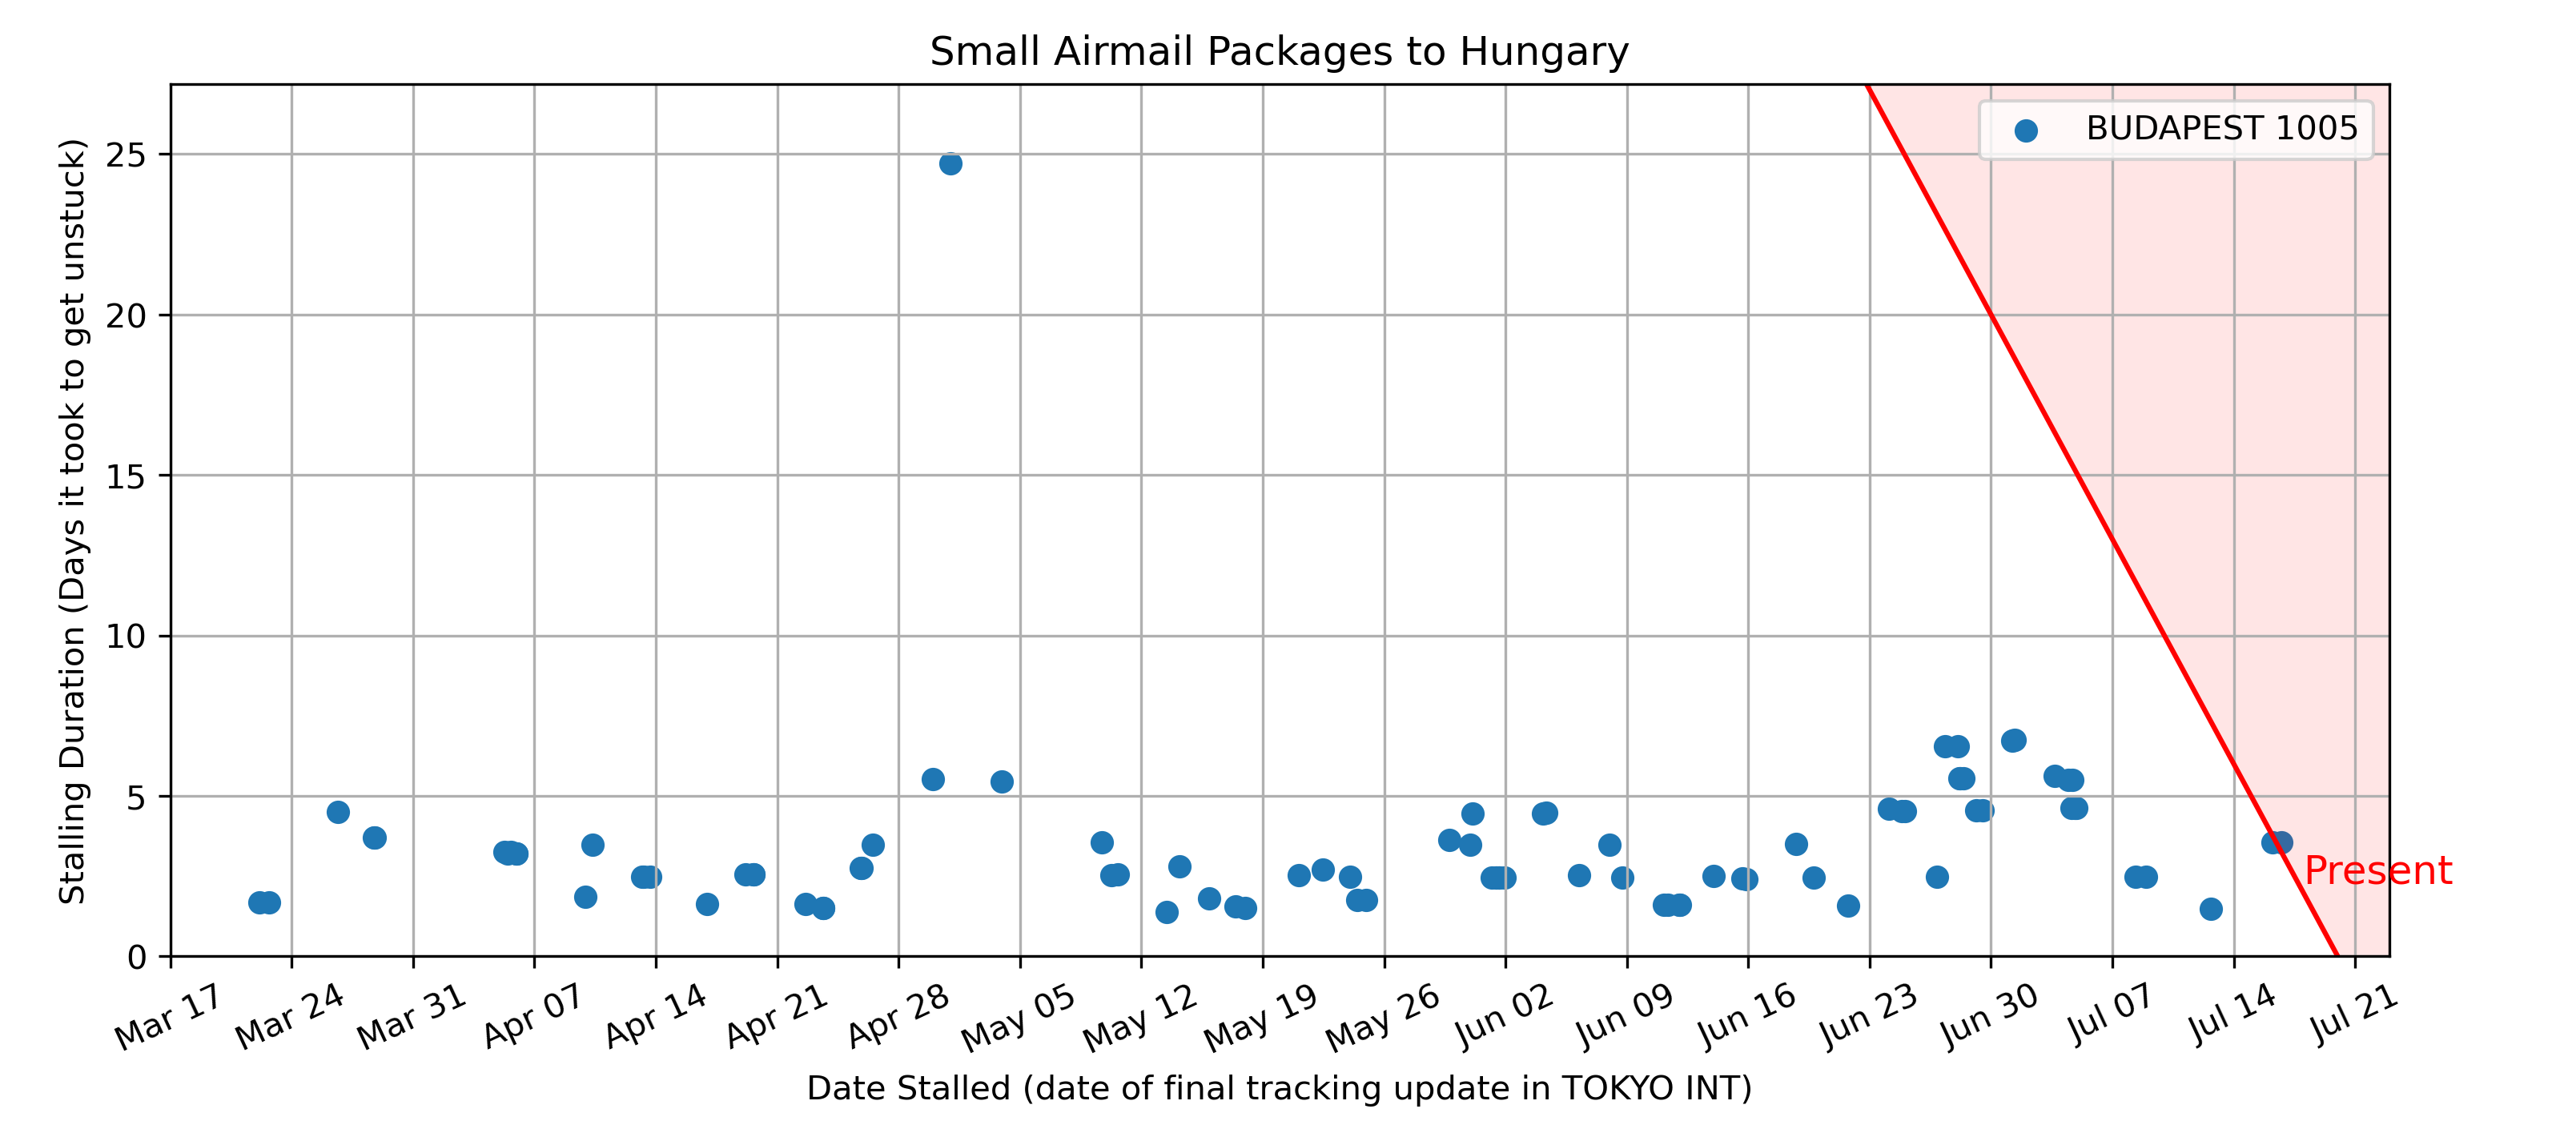 Small Airmail Packages to Hungary
BUDAPEST 1005
Stalling Duration (Days it took to get unstuck)
25
20
15
10
5
0
Present
Mar 17
Mar 24
Mar 31
Apr 07
Apr 14
Apr 21
Apr 28
May 05
May 12
May 19
May 26
Jun 02
Jun 09
Jun 16
Jun 23
Jun 30
Jul 07
Jul 14
Jul 21
Date Stalled (date of final tracking update in TOKYO INT)